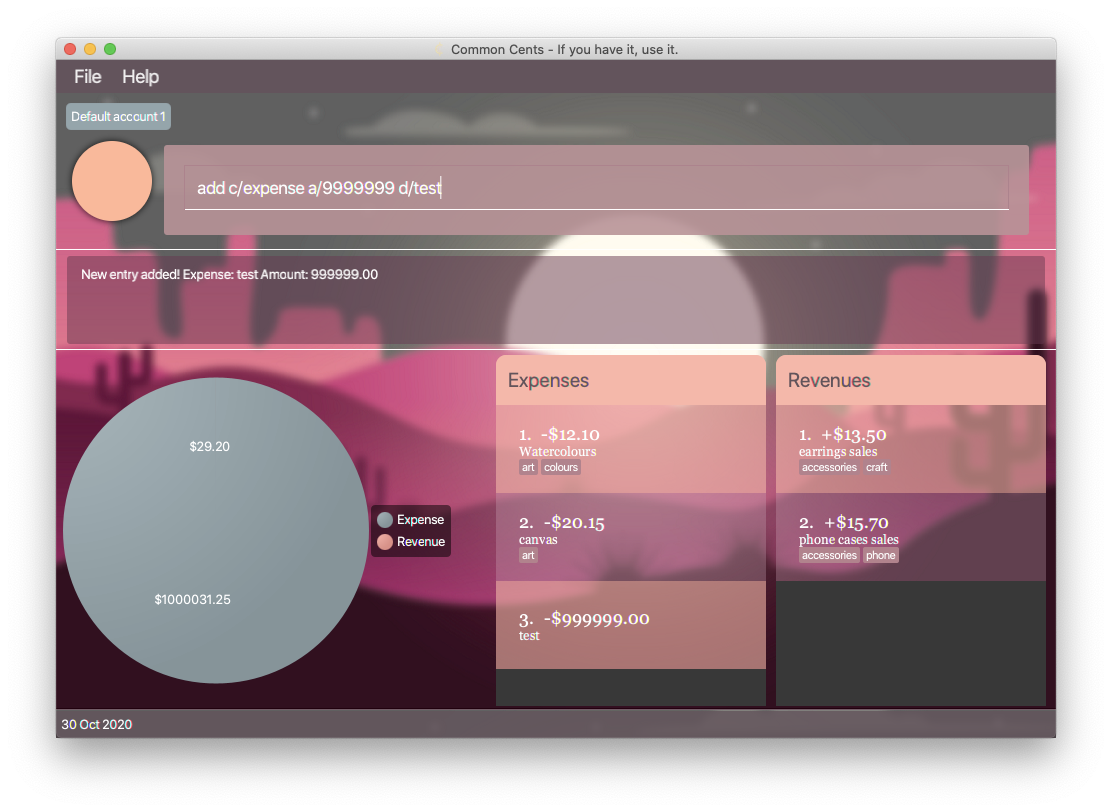 Common Cents - If you have it, use it.
File Help
Default account 1
add c/expense a/9999999 d/test
New entry added! Expense: test Amount: 999999.00
$29.20
$1000031.25
Expense
Revenue
Expenses
1. -$12.10
Watercolours
art colours
2. -$20.15
canvas
art
3. -$999999.00
test
Revenues
1. +$13.50
earrings sales
accessories craft
2. +$15.70
phone cases sales
accessories phone
30 Oct 2020